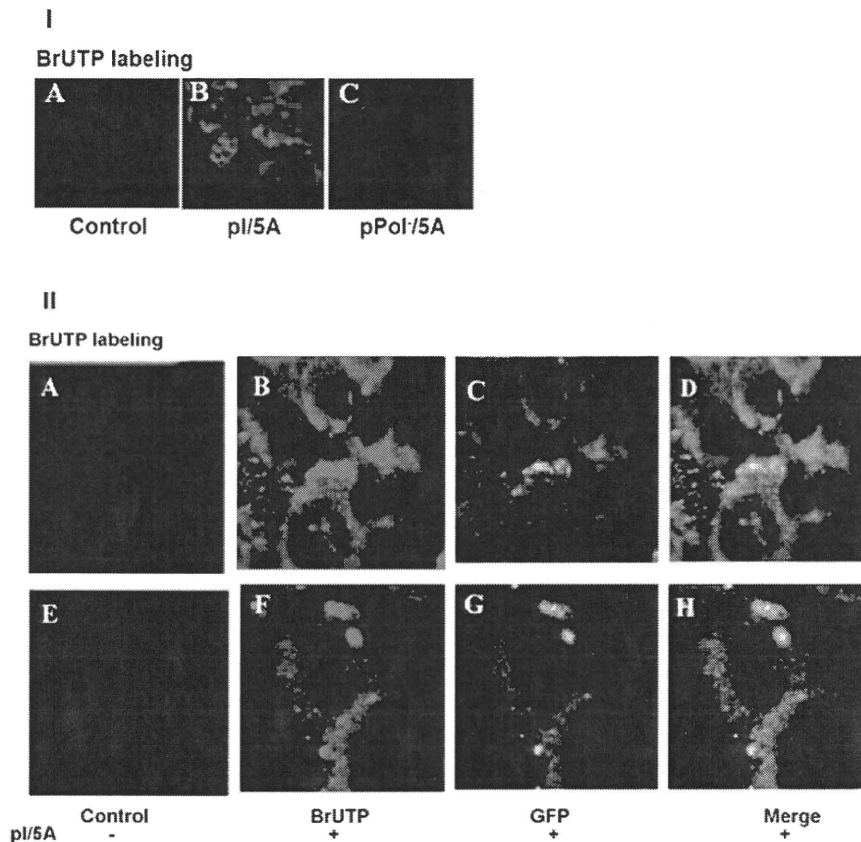 I
BrUTP labeling
A B C
Control pI/5A pPol-/5A
II
BrUTP labeling
A B C D
E F G H
Control BrUTP GFP Merge
pI/5A - + + +